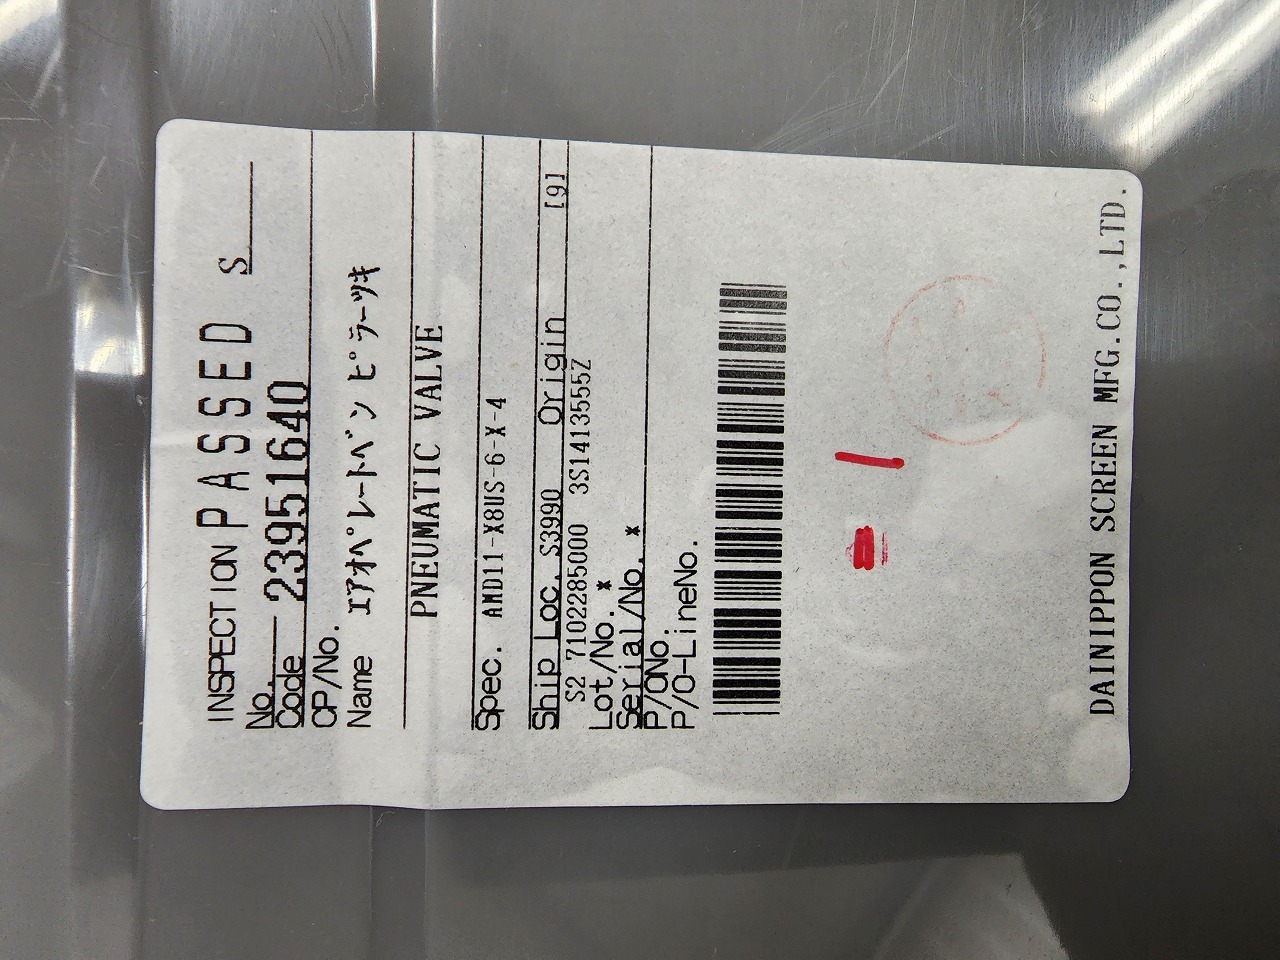 INSPECTION PASSED S
No.
Code 23951640
CP/No.
Name ｴｱｵﾍﾟﾚｰﾄﾍﾞﾝ ﾋﾟﾗｰﾂｷ
PNEUMATIC VALVE
Spec. AMD11-X8US-6-X-4
Ship Loc. S3990 Origin [9]
S2 7102285000 3S1413555Z
Lot/No. *
Serial/No. *
P/ONo.
P/O-LineNo.
DAINIPPON SCREEN MFG.CO.,LTD.